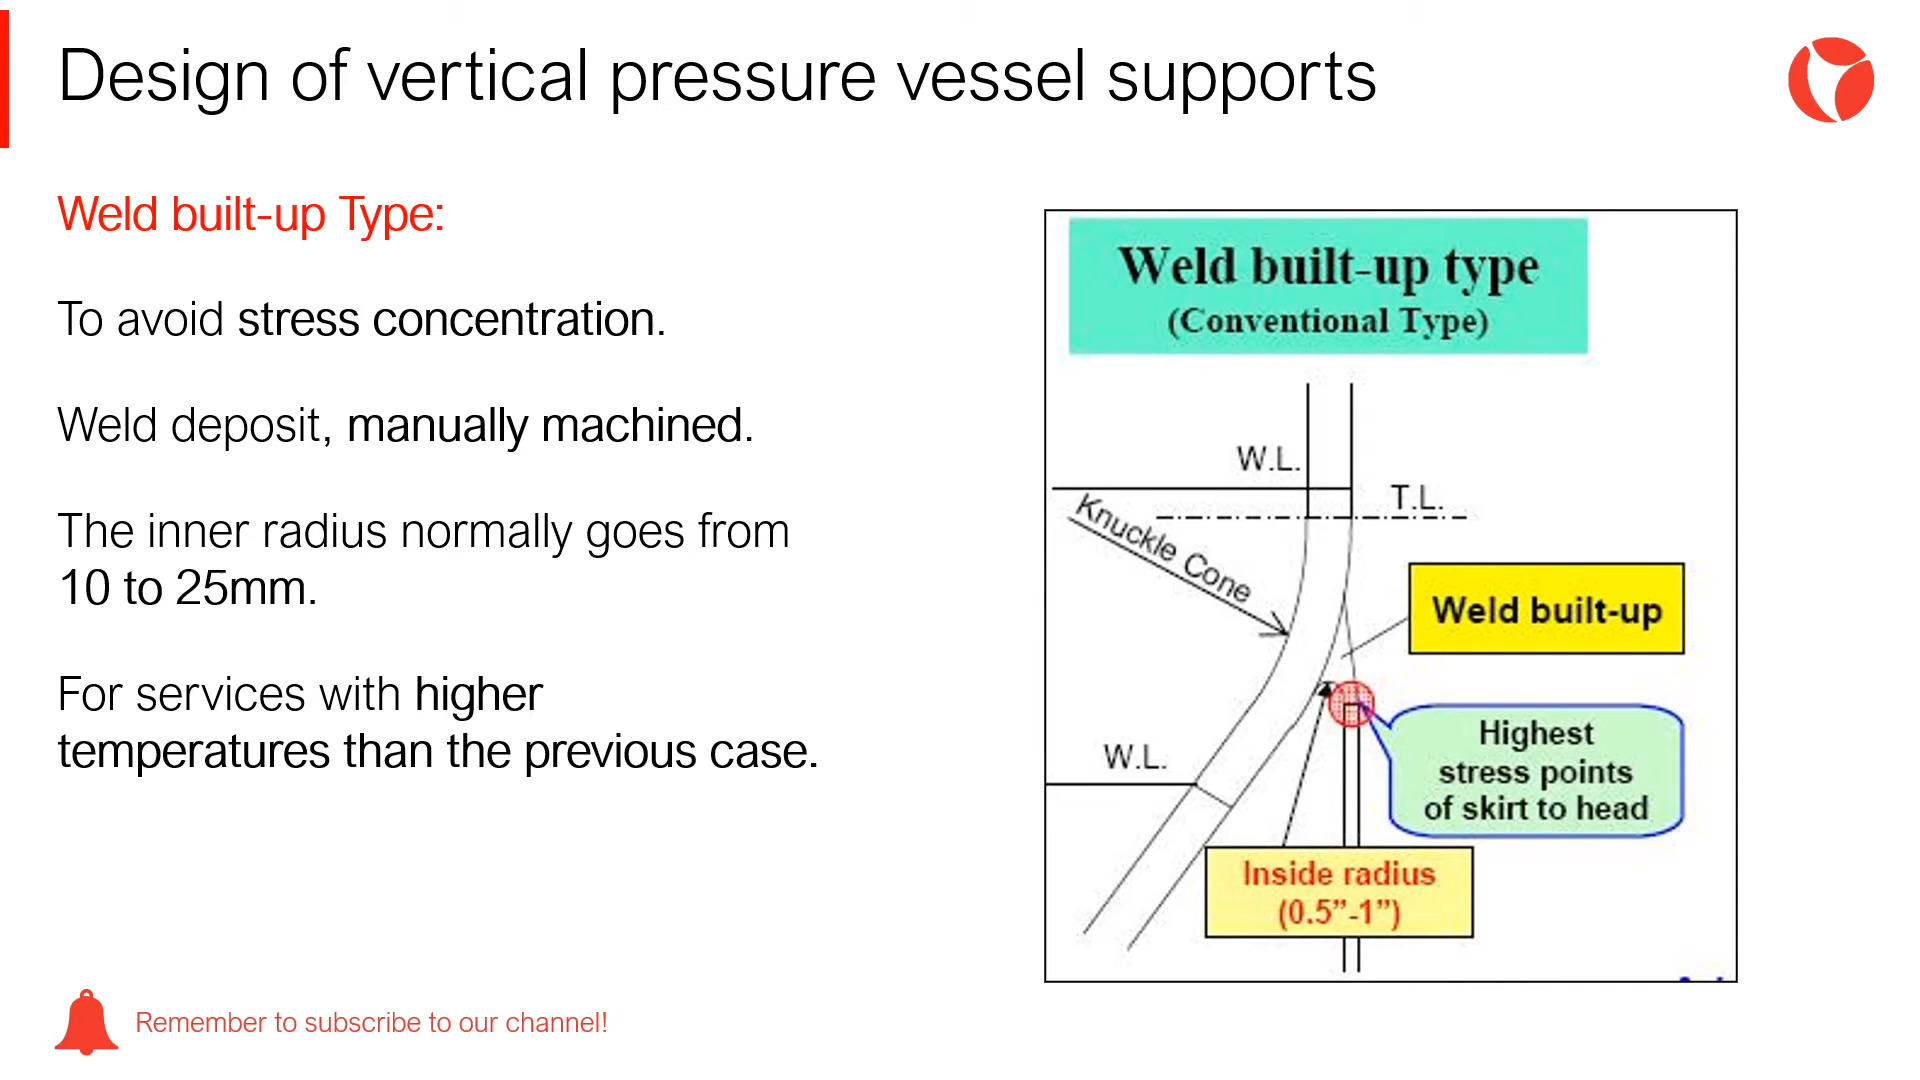 Design of vertical pressure vessel supports
Weld built-up Type:
To avoid stress concentration.
Weld deposit, manually machined.
The inner radius normally goes from
10 to 25mm.
For services with higher
temperatures than the previous case.
Weld built-up type
(Conventional Type)
W.L.
T.L.
Knuckle Cone
Weld built-up
Highest
stress points
of skirt to head
W.L.
Inside radius
(0.5”-1”)
Remember to subscribe to our channel!